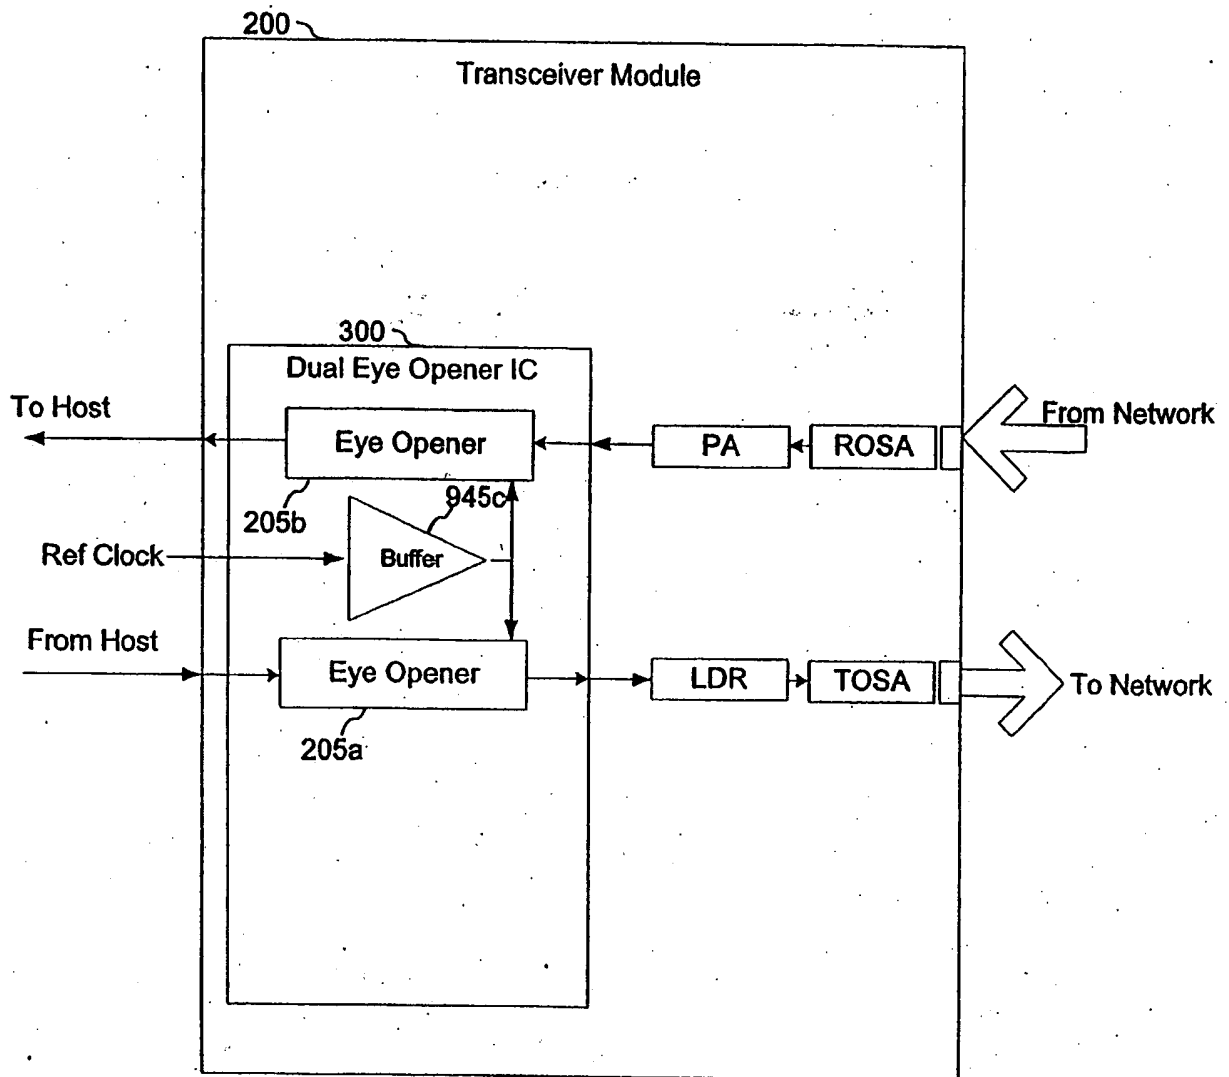 200
Transceiver Module
300
Dual Eye Opener IC
To Host
Eye Opener
PA
ROSA
From Network
205b
945c
Ref Clock
Buffer
From Host
Eye Opener
LDR
TOSA
To Network
205a